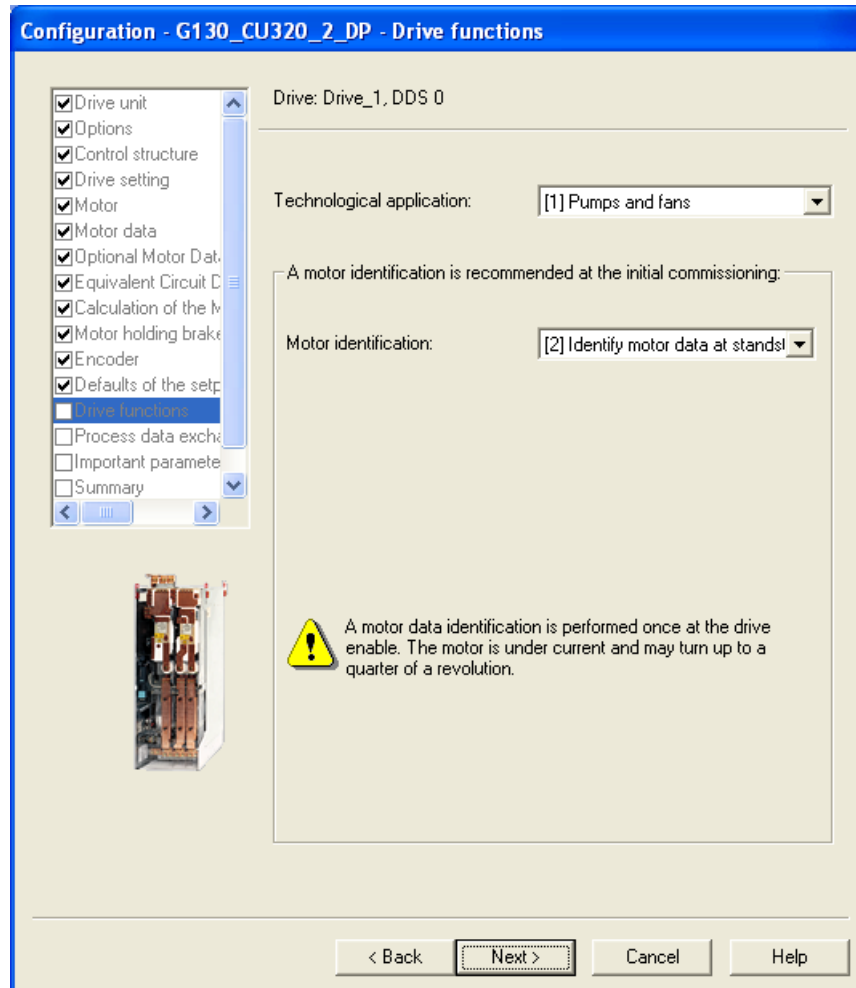 Configuration - G130_CU320_2_DP - Drive functions
Drive unit
Options
Control structure
Drive setting
Motor
Motor data
Optional Motor Dat
Equivalent Circuit D
Calculation of the M
Motor holding brake
Encoder
Defaults of the setp
Drive functions
Process data excha
Important paramete
Summary
Drive: Drive_1, DDS 0
Technological application:
[1] Pumps and fans
A motor identification is recommended at the initial commissioning:
Motor identification:
[2] Identify motor data at standsl
A motor data identification is performed once at the drive
enable. The motor is under current and may turn up to a
quarter of a revolution.
< Back
Next >
Cancel
Help